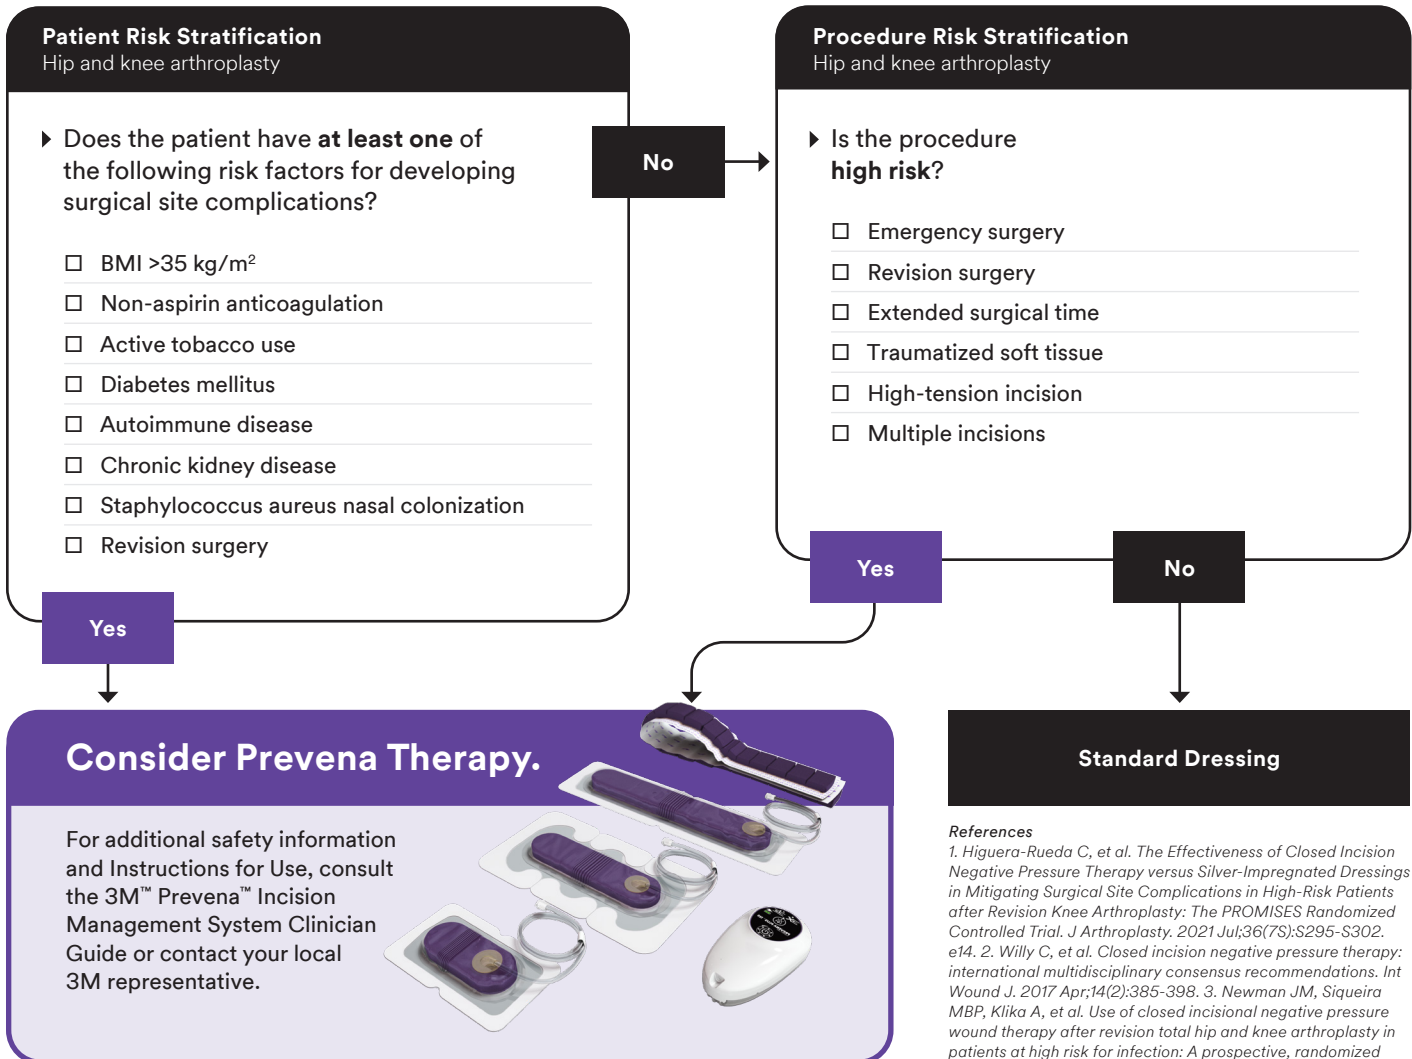 Patient Risk Stratification
Hip and knee arthroplasty
Does the patient have at least one of
the following risk factors for developing
surgical site complications?
BMI >35 kg/m²
Non-aspirin anticoagulation
Active tobacco use
Diabetes mellitus
Autoimmune disease
Chronic kidney disease
Staphylococcus aureus nasal colonization
Revision surgery
No
Yes
Procedure Risk Stratification
Hip and knee arthroplasty
Is the procedure
high risk?
Emergency surgery
Revision surgery
Extended surgical time
Traumatized soft tissue
High-tension incision
Multiple incisions
Yes
No
Consider Prevena Therapy.
For additional safety information
and Instructions for Use, consult
the 3M™ Prevena™ Incision
Management System Clinician
Guide or contact your local
3M representative.
Standard Dressing
References
1. Higuera-Rueda C, et al. The Effectiveness of Closed Incision
Negative Pressure Therapy versus Silver-Impregnated Dressings
in Mitigating Surgical Site Complications in High-Risk Patients
after Revision Knee Arthroplasty: The PROMISES Randomized
Controlled Trial. J Arthroplasty. 2021 Jul;36(7S):S295-S302.
e14. 2. Willy C, et al. Closed incision negative pressure therapy:
international multidisciplinary consensus recommendations. Int
Wound J. 2017 Apr;14(2):385-398. 3. Newman JM, Siqueira
MBP, Klika A, et al. Use of closed incisional negative pressure
wound therapy after revision total hip and knee arthroplasty in
patients at high risk for infection: A prospective, randomized